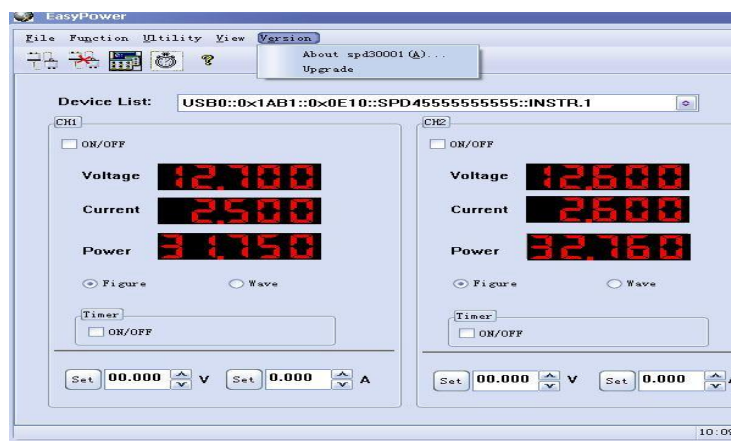 EasyPower
File Function Ultility View Version
About spd30001(A)...
Upgrade
Device List: USB0::0x1AB1::0x0E10::SPD45555555555::INSTR.1
CH1 CH2
ON/OFF ON/OFF
Voltage 12.700 Voltage 12.600
Current 2.500 Current 2.600
Power 31.750 Power 32.760
Figure Wave Figure Wave
Timer Timer
ON/OFF ON/OFF
Set 00.000 V Set 0.000 A Set 00.000 V Set 0.000
10:09